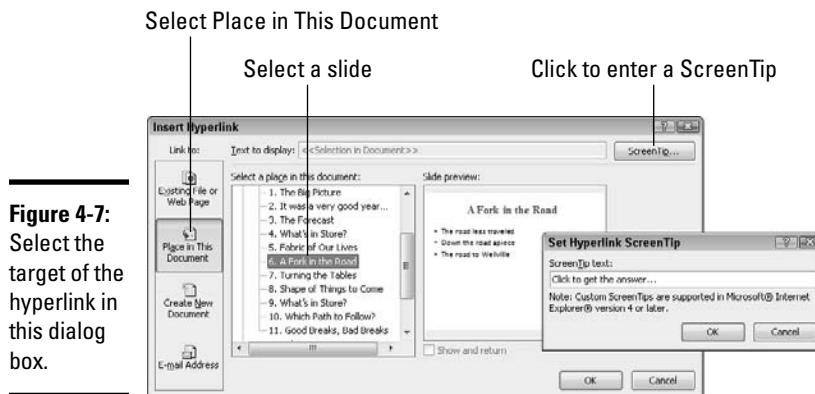 Select Place in This Document
Select a slide
Click to enter a ScreenTip
Insert Hyperlink
Link to:
Text to display: <<Selection in Document>>
ScreenTip...
Existing File or
Web Page
Place in This
Document
Create New
Document
E-mail Address
Select a place in this document:
1. The Big Picture
2. It was a very good year...
3. The Forecast
4. What's in Store?
5. Fabric of Our Lives
6. A Fork in the Road
7. Turning the Tables
8. Shape of Things to Come
9. What's in Store?
10. Which Path to Follow?
11. Good Breaks, Bad Breaks
Slide preview:
A Fork in the Road
• The road less traveled
• Down the road apiece
• The road to Wellville
Show and return
OK
Cancel
Set Hyperlink ScreenTip
ScreenTip text:
Click to get the answer...
Note: Custom ScreenTips are supported in Microsoft® Internet
Explorer® version 4 or later.
OK
Cancel
Figure 4-7:
Select the
target of the
hyperlink in
this dialog
box.